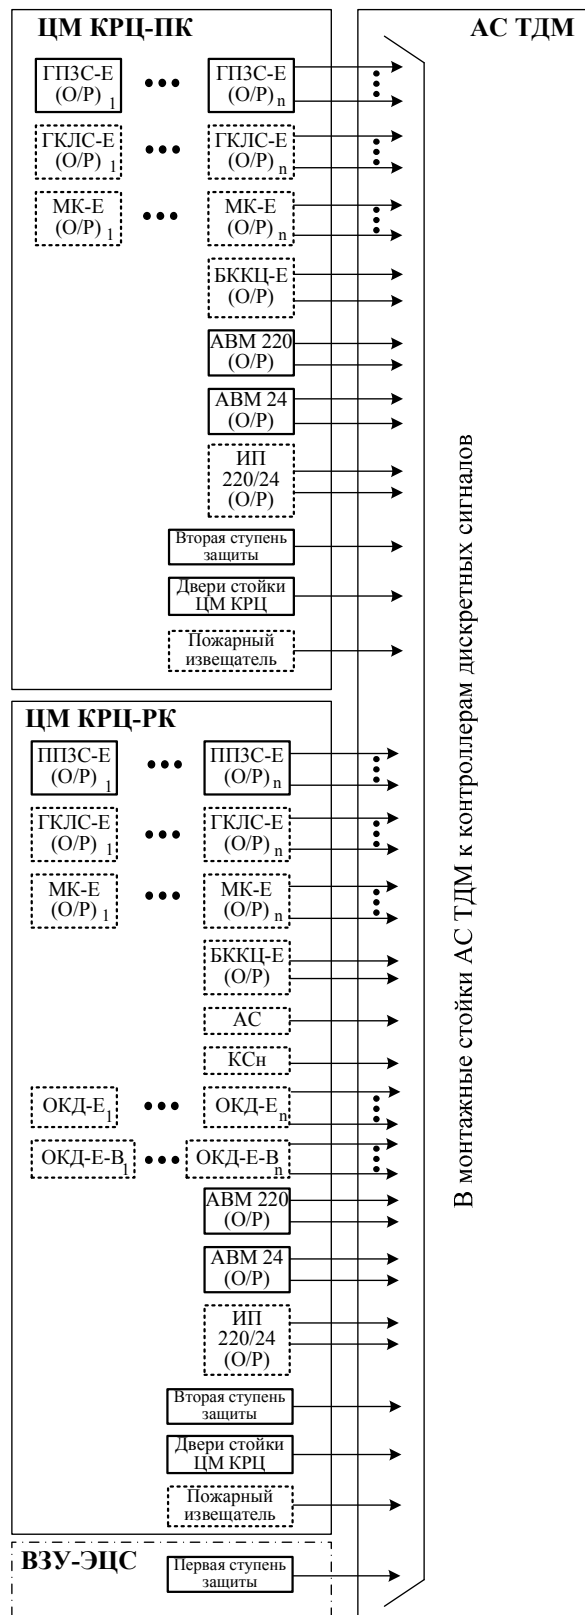 ЦМ КРЦ-ПК
АС ТДМ
ГПЗС-Е
(О/Р) 1
ГПЗС-Е
(О/Р) n
ГКЛС-Е
(О/Р) 1
ГКЛС-Е
(О/Р) n
МК-Е
(О/Р) 1
МК-Е
(О/Р) n
БККЦ-Е
(О/Р)
АВМ 220
(О/Р)
АВМ 24
(О/Р)
ИП
220/24
(О/Р)
Вторая ступень
защиты
Двери стойки
ЦМ КРЦ
Пожарный
извещатель
В монтажные стойки АС ТДМ к контроллерам дискретных сигналов
ЦМ КРЦ-РК
ПП3С-Е
(О/Р) 1
ПП3С-Е
(О/Р) n
ГКЛС-Е
(О/Р) 1
ГКЛС-Е
(О/Р) n
МК-Е
(О/Р) 1
МК-Е
(О/Р) n
БККЦ-Е
(О/Р)
АС
КСн
ОКД-Е1
ОКД-Еn
ОКД-Е-В1
ОКД-Е-Вn
АВМ 220
(О/Р)
АВМ 24
(О/Р)
ИП
220/24
(О/Р)
Вторая ступень
защиты
Двери стойки
ЦМ КРЦ
Пожарный
извещатель
ВЗУ-ЭЦС
Первая ступень
защиты